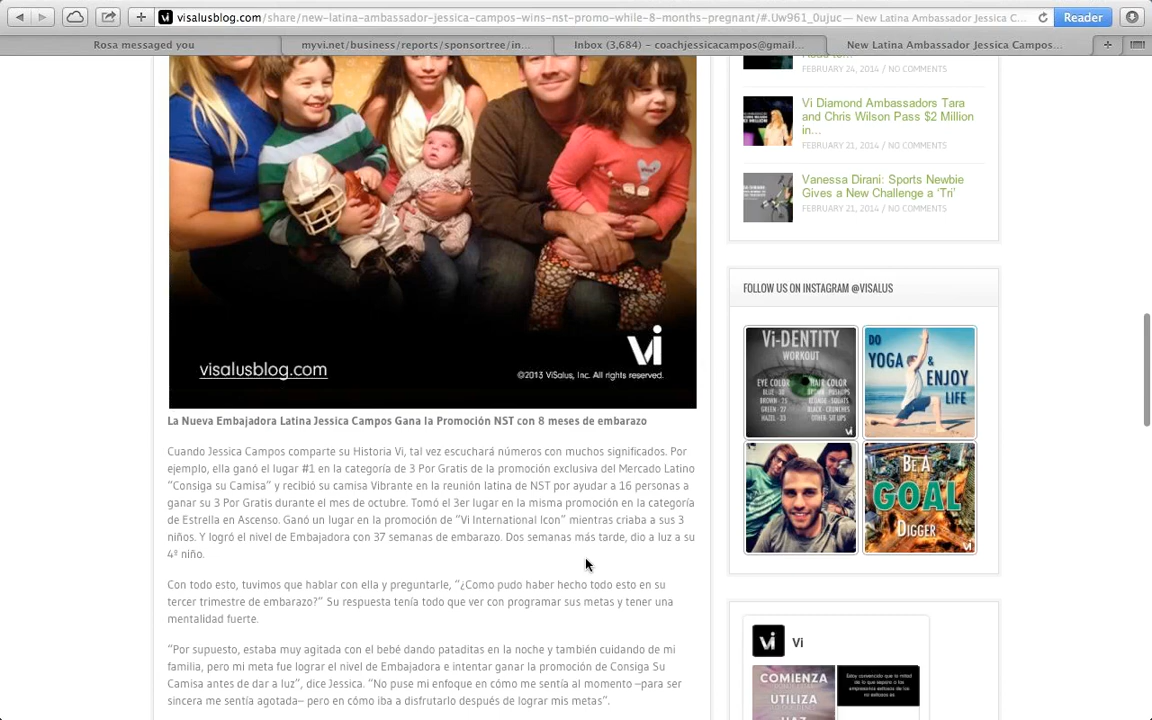 visalusblog.com/share/new-latina-ambassador-jessica-campos-wins-nst-promo-while-8-months-pregnant/#.Uw961_0ujuc — New Latina Ambassador Jessica C...
Reader
Rosa messaged you
myvi.net/business/reports/sponsortree/in...
Inbox (3,684) – coachjessicacampos@gmail...
New Latina Ambassador Jessica Campos...
FEBRUARY 24, 2014 / NO COMMENTS
Vi Diamond Ambassadors Tara
and Chris Wilson Pass $2 Million
in...
FEBRUARY 21, 2014 / NO COMMENTS
Vanessa Dirani: Sports Newbie
Gives a New Challenge a ‘Tri’
FEBRUARY 21, 2014 / NO COMMENTS
FOLLOW US ON INSTAGRAM @VISALUS
Vi-DENTITY
WORKOUT
EYE COLOR
HAIR COLOR
DO
YOGA &
ENJOY
LIFE
BE A
GOAL
DIGGER
Vi
Vi
COMIENZA
UTILIZA
vi
visalusblog.com
©2013 ViSalus, Inc. All rights reserved.
La Nueva Embajadora Latina Jessica Campos Gana la Promoción NST con 8 meses de embarazo
Cuando Jessica Campos comparte su Historia Vi, tal vez escuchará números con muchos significados. Por
ejemplo, ella ganó el lugar #1 en la categoría de 3 Por Gratis de la promoción exclusiva del Mercado Latino
“Consiga su Camisa” y recibió su camisa Vibrante en la reunión latina de NST por ayudar a 16 personas a
ganar su 3 Por Gratis durante el mes de octubre. Tomó el 3er lugar en la misma promoción en la categoría
de Estrella en Ascenso. Ganó un lugar en la promoción de “Vi International Icon” mientras criaba a sus 3
niños. Y logró el nivel de Embajadora con 37 semanas de embarazo. Dos semanas más tarde, dio a luz a su
4º niño.
Con todo esto, tuvimos que hablar con ella y preguntarle, “¿Como pudo haber hecho todo esto en su
tercer trimestre de embarazo?” Su respuesta tenía todo que ver con programar sus metas y tener una
mentalidad fuerte.
“Por supuesto, estaba muy agitada con el bebé dando pataditas en la noche y también cuidando de mi
familia, pero mi meta fue lograr el nivel de Embajadora e intentar ganar la promoción de Consiga Su
Camisa antes de dar a luz”, dice Jessica. “No puse mi enfoque en cómo me sentía al momento –para ser
sincera me sentía agotada– pero en cómo iba a disfrutarlo después de lograr mis metas”.